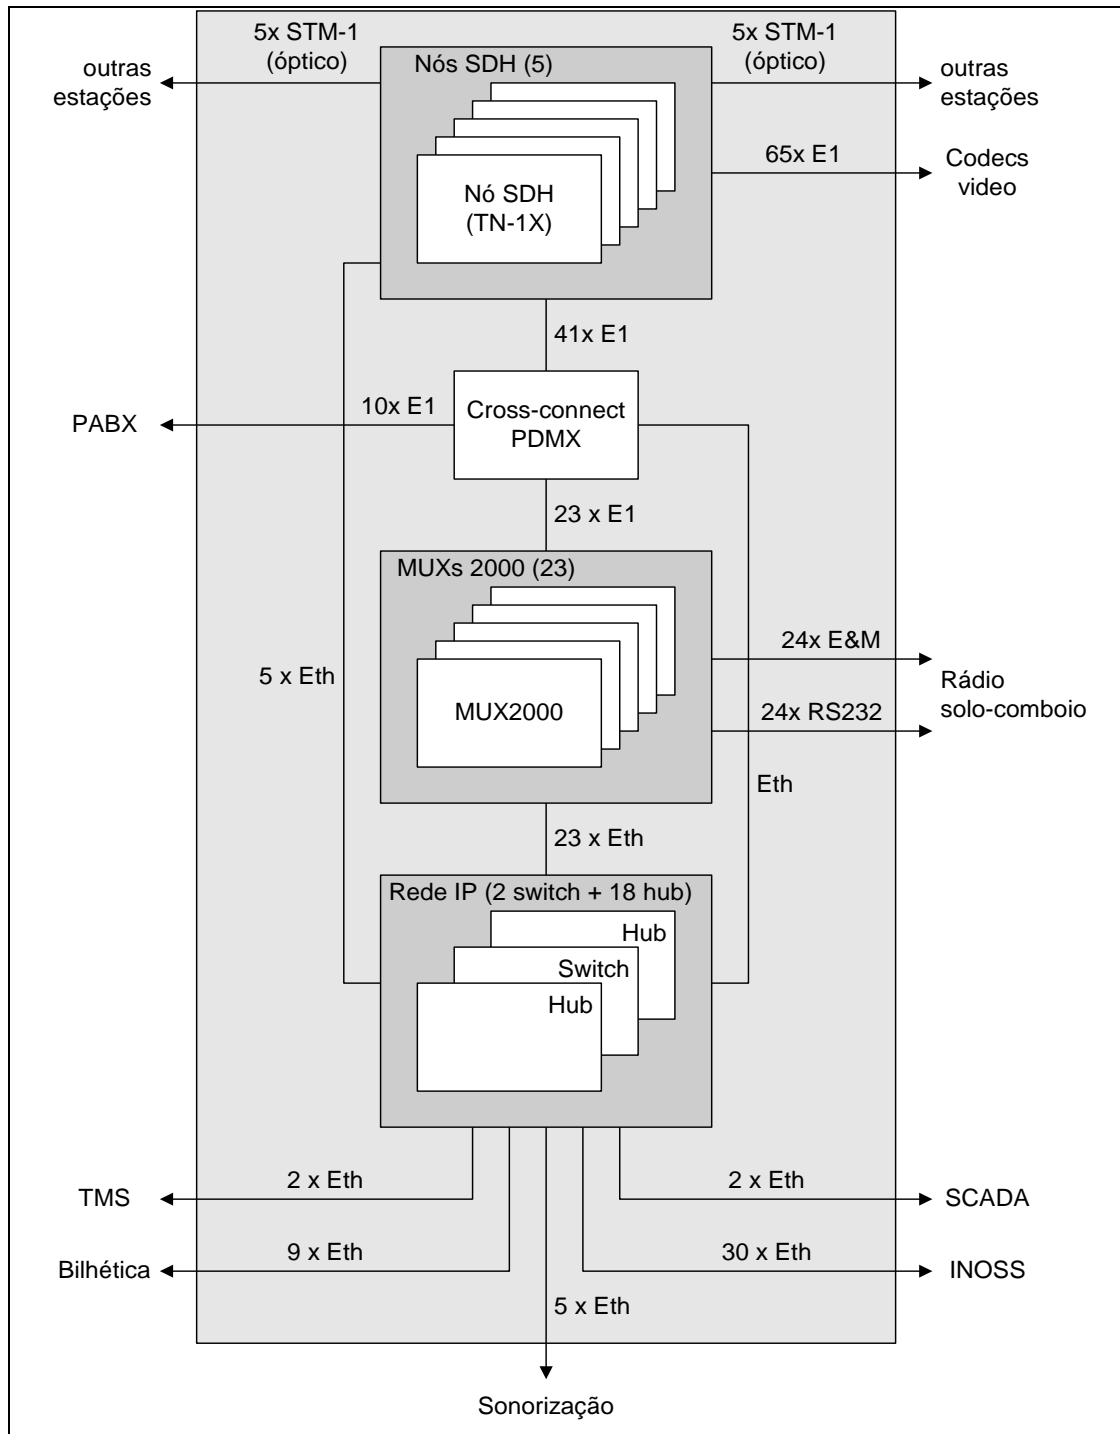 5x STM-1
(óptico)
5x STM-1
(óptico)
Nós SDH (5)
outras
estações
outras
estações
65x E1
Codecs
video
Nó SDH
(TN-1X)
41x E1
PABX
10x E1
Cross-connect
PDMX
23 x E1
MUXs 2000 (23)
24x E&M
5 x Eth
Rádio
solo-comboio
MUX2000
24x RS232
Eth
23 x Eth
Rede IP (2 switch + 18 hub)
Hub
Switch
Hub
2 x Eth
2 x Eth
TMS
SCADA
9 x Eth
30 x Eth
Bilhética
INOSS
5 x Eth
Sonorização